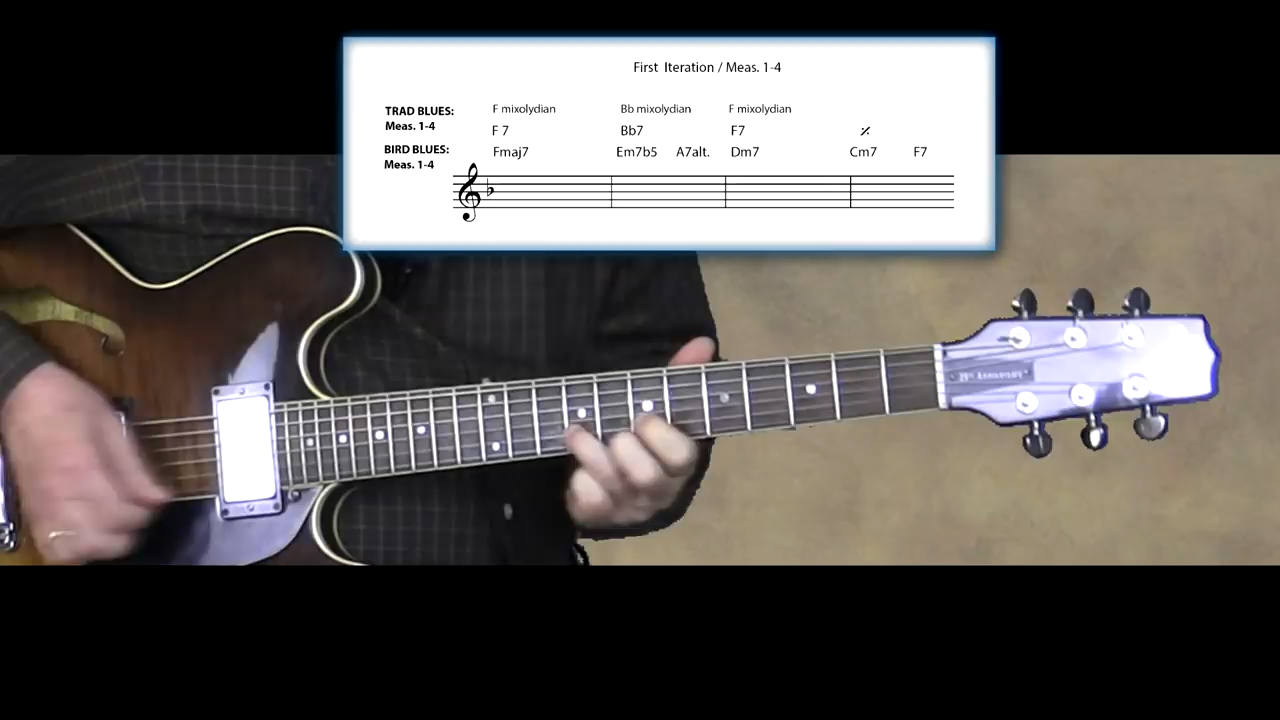 First Iteration / Meas. 1-4
TRAD BLUES: F mixolydian Bb mixolydian F mixolydian
Meas. 1-4 F 7 Bb7 F7
BIRD BLUES: Fmaj7 Em7b5 A7alt. Dm7 Cm7 F7
Meas. 1-4